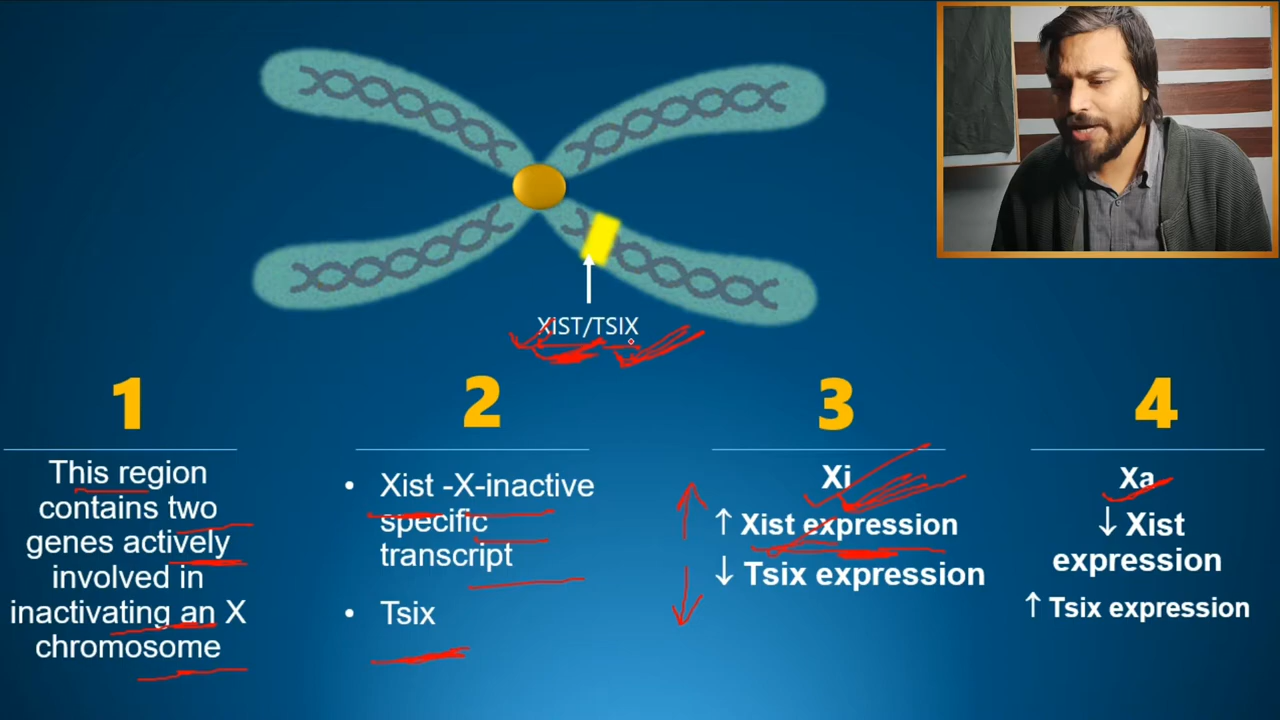 XiST/TSIX
1
This region
contains two
genes actively
involved in
inactivating an X
chromosome
2
• Xist -X-inactive
specific
transcript
• Tsix
3
Xi
↑ Xist expression
↓ Tsix expression
4
Xa
↓ Xist
expression
↑ Tsix expression